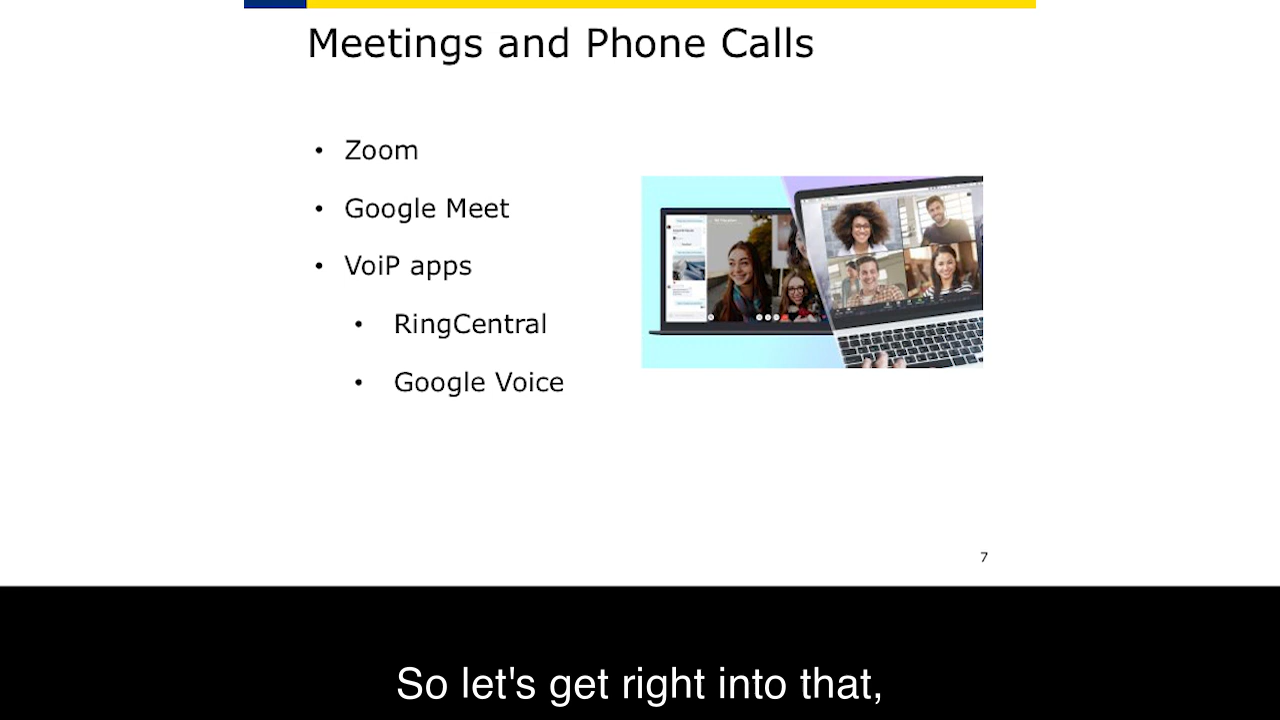 Meetings and Phone Calls
• Zoom
• Google Meet
• VoiP apps
• RingCentral
• Google Voice
7
So let's get right into that,